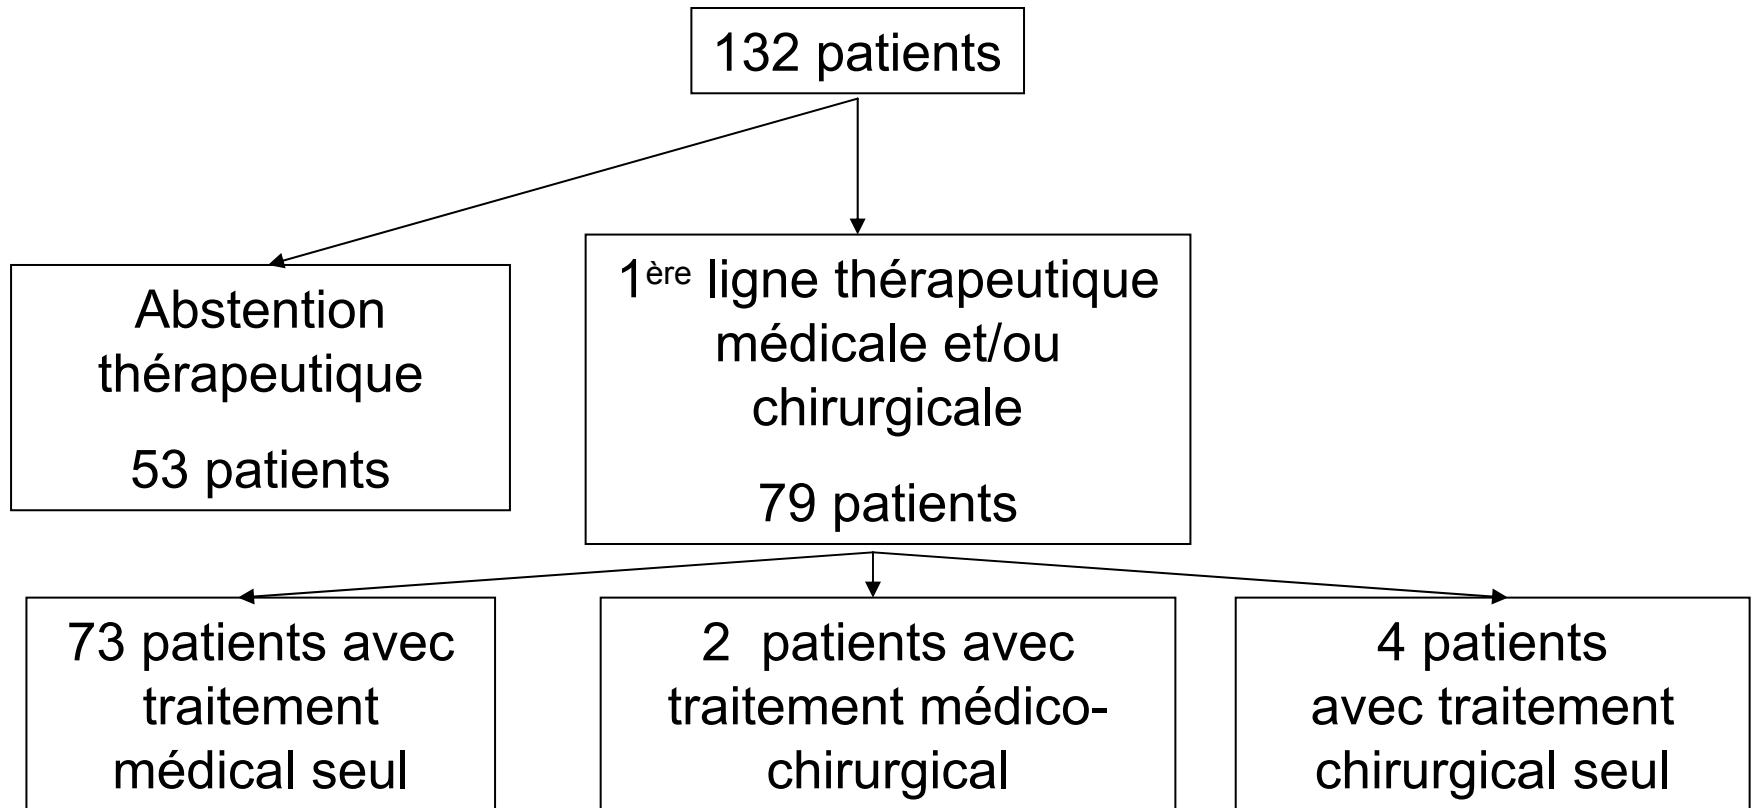 132 patients
Abstention
thérapeutique
53 patients
1ère ligne thérapeutique
médicale et/ou
chirurgicale
79 patients
73 patients avec
traitement
médical seul
2 patients avec
traitement médico-
chirurgical
4 patients
avec traitement
chirurgical seul